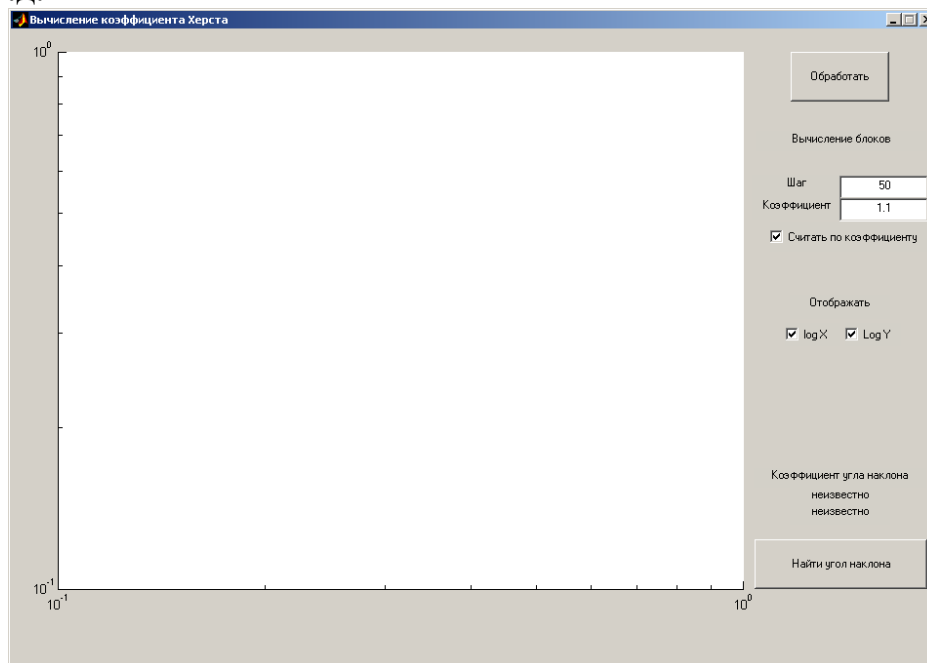 Вычисление коэффициента Херста
10^0
Обработать
Вычисление блоков
Шаг 50
Коэффициент 1.1
Считать по коэффициенту
Отображать
log X Log Y
Коэффициент угла наклона
неизвестно
неизвестно
Найти угол наклона
10^-1
10^-1 10^0